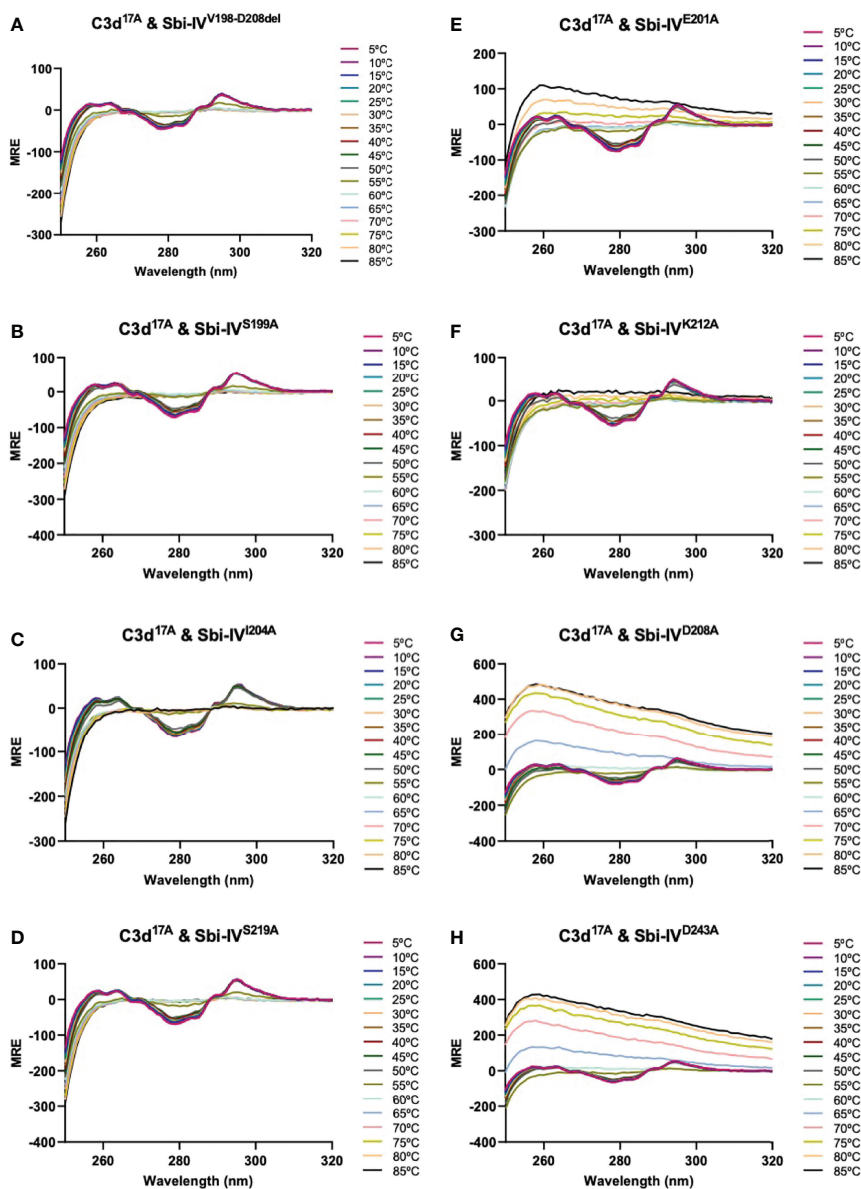 A
C3d17A & Sbi-IVV198-D208del
MRE
100
0
-100
-200
-300
260
280
300
320
Wavelength (nm)
5ºC
10ºC
15ºC
20ºC
25ºC
30ºC
35ºC
40ºC
45ºC
50ºC
55ºC
60ºC
65ºC
70ºC
75ºC
80ºC
85ºC
E
C3d17A & Sbi-IVE201A
MRE
200
100
0
-100
-200
-300
260
280
300
320
Wavelength (nm)
5ºC
10ºC
15ºC
20ºC
25ºC
30ºC
35ºC
40ºC
45ºC
50ºC
55ºC
60ºC
65ºC
70ºC
75ºC
80ºC
85ºC
B
C3d17A & Sbi-IVS199A
MRE
100
0
-100
-200
-300
-400
260
280
300
320
Wavelength (nm)
5ºC
10ºC
15ºC
20ºC
25ºC
30ºC
35ºC
40ºC
45ºC
50ºC
55ºC
60ºC
65ºC
70ºC
75ºC
80ºC
85ºC
F
C3d17A & Sbi-IVK212A
MRE
100
0
-100
-200
-300
260
280
300
320
Wavelength (nm)
5ºC
10ºC
15ºC
20ºC
25ºC
30ºC
35ºC
40ºC
45ºC
50ºC
55ºC
60ºC
65ºC
70ºC
75ºC
80ºC
85ºC
C
C3d17A & Sbi-IVI204A
MRE
100
0
-100
-200
-300
260
280
300
320
Wavelength (nm)
5ºC
10ºC
15ºC
20ºC
25ºC
30ºC
35ºC
40ºC
45ºC
50ºC
55ºC
60ºC
65ºC
70ºC
75ºC
80ºC
85ºC
G
C3d17A & Sbi-IVD208A
MRE
600
400
200
0
-200
-400
260
280
300
320
Wavelength (nm)
5ºC
10ºC
15ºC
20ºC
25ºC
30ºC
35ºC
40ºC
45ºC
50ºC
55ºC
60ºC
65ºC
70ºC
75ºC
80ºC
85ºC
D
C3d17A & Sbi-IVS219A
MRE
100
0
-100
-200
-300
-400
260
280
300
320
Wavelength (nm)
5ºC
10ºC
15ºC
20ºC
25ºC
30ºC
35ºC
40ºC
45ºC
50ºC
55ºC
60ºC
65ºC
70ºC
75ºC
80ºC
85ºC
H
C3d17A & Sbi-IVD243A
MRE
600
400
200
0
-200
-400
260
280
300
320
Wavelength (nm)
5ºC
10ºC
15ºC
20ºC
25ºC
30ºC
35ºC
40ºC
45ºC
50ºC
55ºC
60ºC
65ºC
70ºC
75ºC
80ºC
85ºC